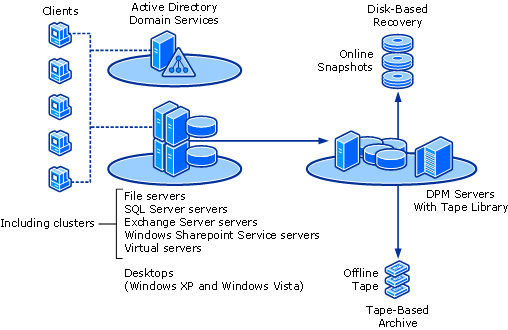 Clients
Active Directory
Domain Services
Disk-Based
Recovery
Online
Snapshots
DPM Servers
With Tape Library
Including clusters
File servers
SQL Server servers
Exchange Server servers
Windows Sharepoint Service servers
Virtual servers
Desktops
(Windows XP and Windows Vista)
Offline
Tape
Tape-Based
Archive